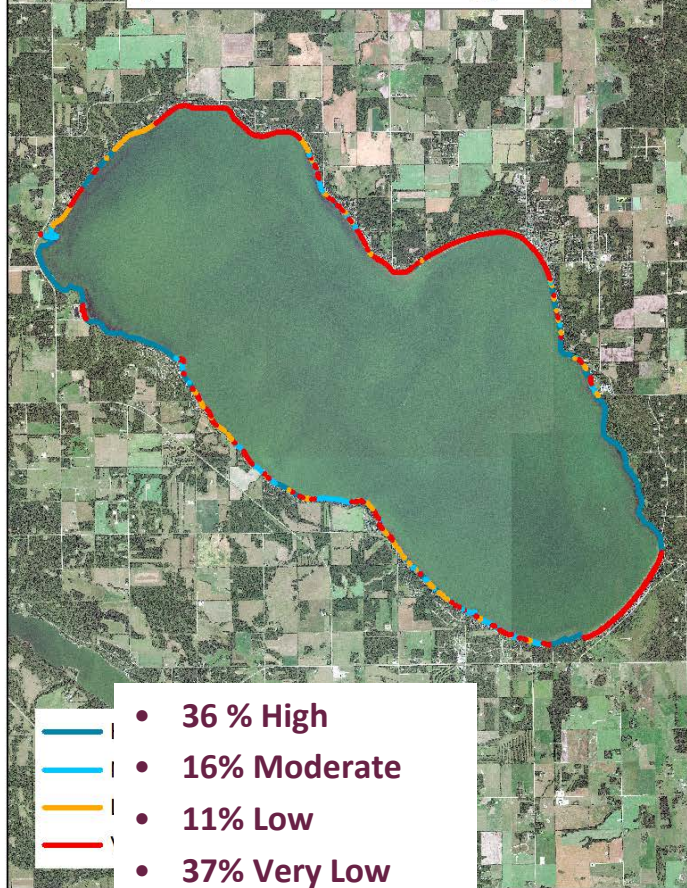 • 36 % High
• 16% Moderate
• 11% Low
• 37% Very Low